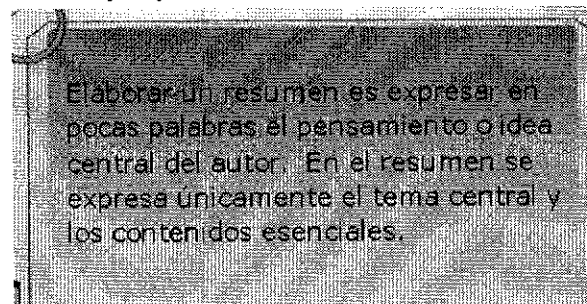 Elaborar un resumen es expresar en
pocas palabras el pensamiento o idea
central del autor. En el resumen se
expresa únicamente el tema central y
los contenidos esenciales.